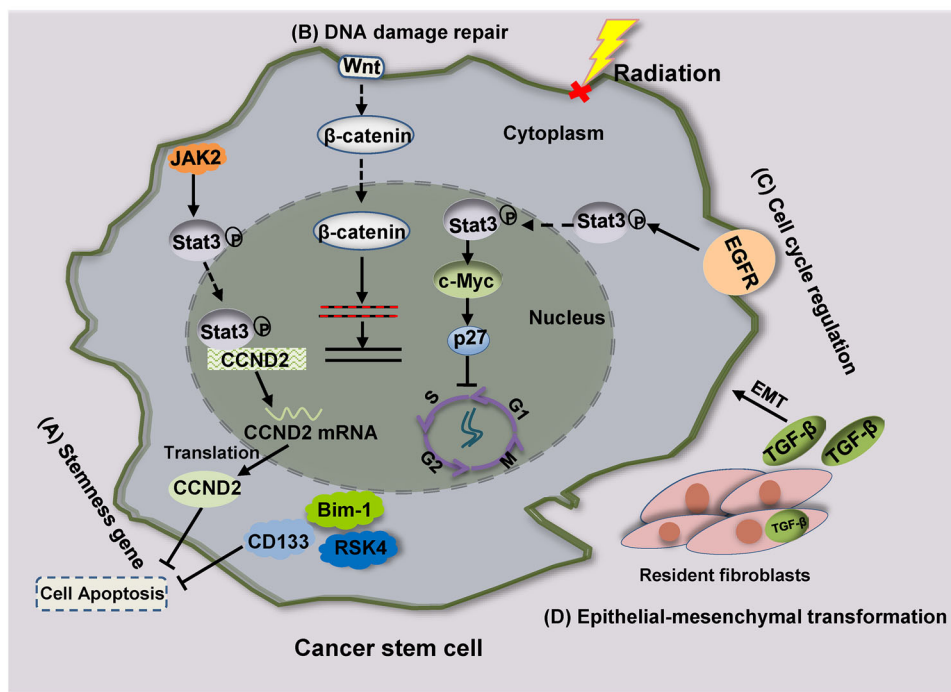 (B) DNA damage repair
Wnt
Radiation
β-catenin
Cytoplasm
JAK2
(C) Cell cycle regulation
Stat3 P
β-catenin
Stat3 P
Stat3 P
EGFR
c-Myc
Stat3 P
CCND2
Nucleus
p27
S
G1
G2
M
CCND2 mRNA
Translation
CCND2
EMT
TGF-β
TGF-β
TGF-β
(A) Stemness gene
Bim-1
CD133
RSK4
Cell Apoptosis
Resident fibroblasts
(D) Epithelial-mesenchymal transformation
Cancer stem cell